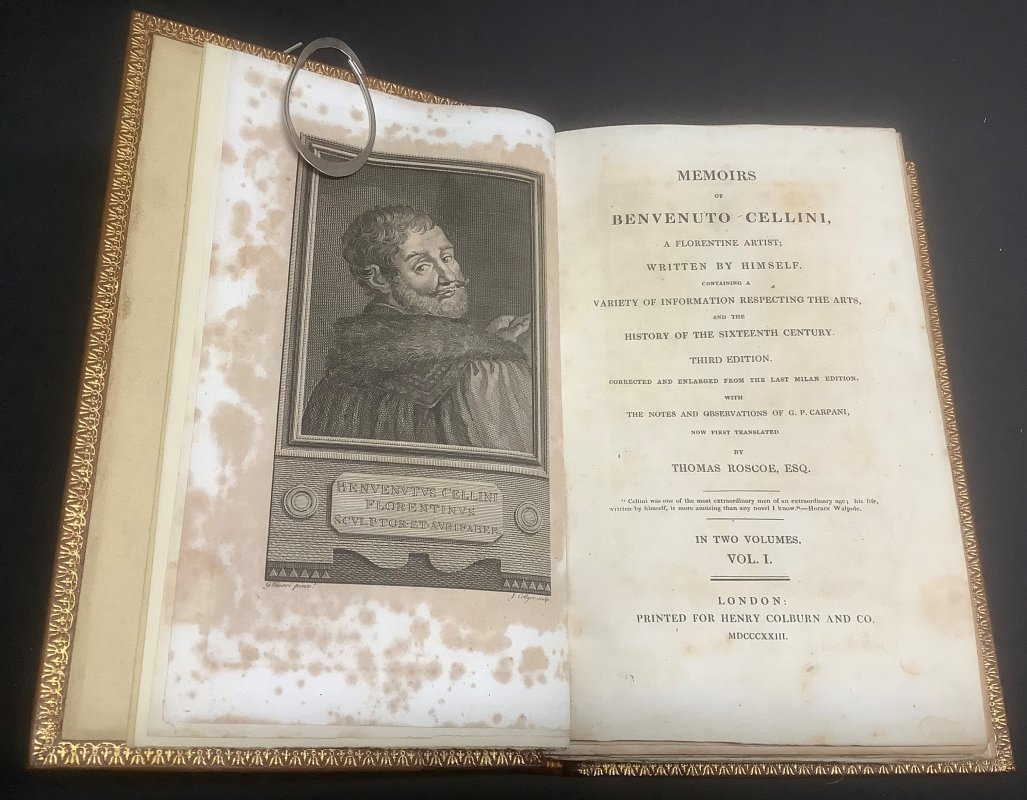 BENVENVTVS·CELLINI
FLORENTINVS
SCVLPTOR·ET·AVRIFABER
pinx.
J. Collyer sculp.
MEMOIRS
OF
BENVENUTO CELLINI,
A FLORENTINE ARTIST;
WRITTEN BY HIMSELF.
CONTAINING A
VARIETY OF INFORMATION RESPECTING THE ARTS,
AND THE
HISTORY OF THE SIXTEENTH CENTURY.
THIRD EDITION.
CORRECTED AND ENLARGED FROM THE LAST MILAN EDITION.
WITH
THE NOTES AND OBSERVATIONS OF G. P. CARPANI,
NOW FIRST TRANSLATED
BY
THOMAS ROSCOE, ESQ.
" Cellini was one of the most extraordinary men of an extraordinary age; his life,
written by himself, is more amusing than any novel I know."—Horace Walpole.
IN TWO VOLUMES.
VOL. I.
LONDON:
PRINTED FOR HENRY COLBURN AND CO.
MDCCCXXIII.